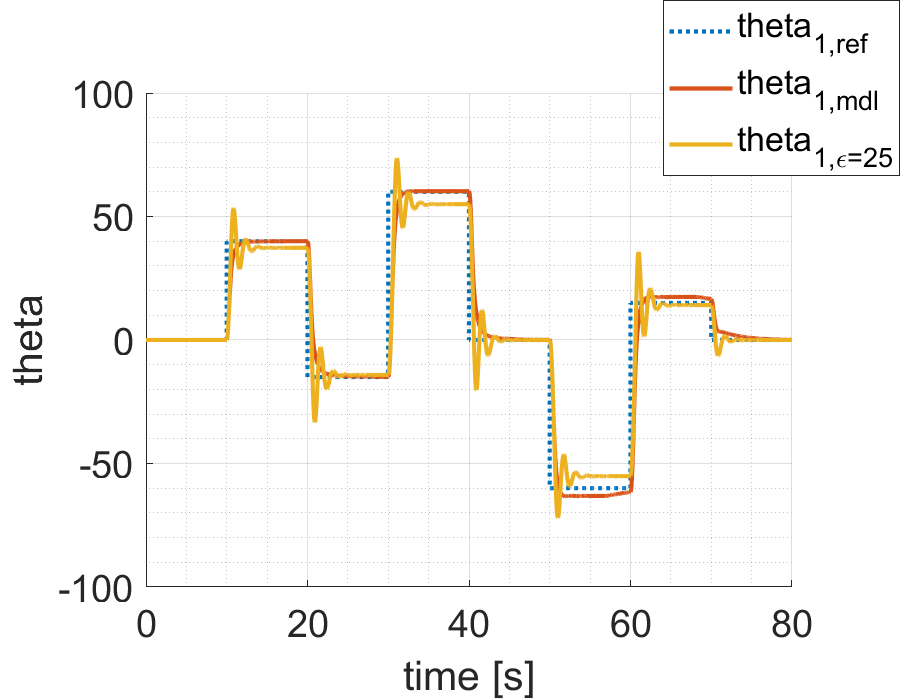 theta1,ref
theta1,mdl
theta1,ϵ=25
100
50
0
-50
-100
theta
0 20 40 60 80
time [s]